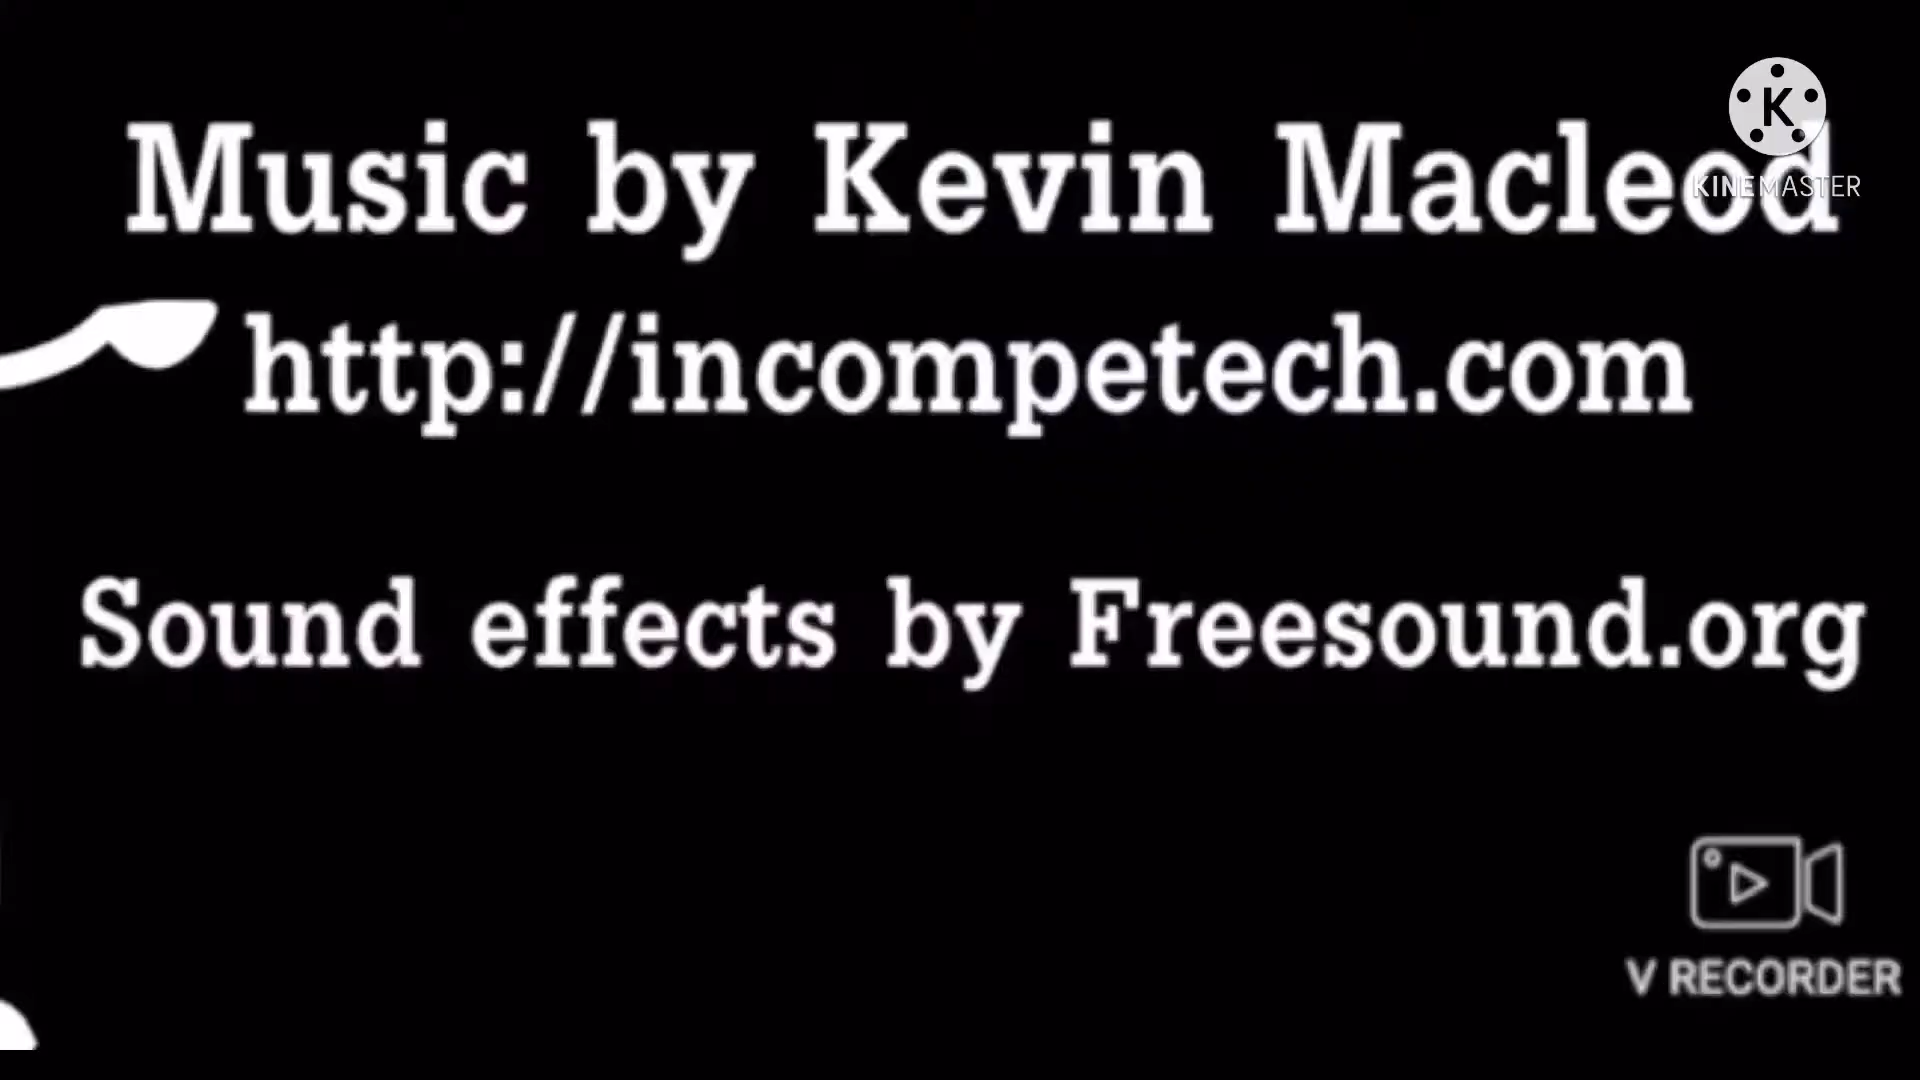 Music by Kevin Macleod
K
KINEMASTER
http://incompetech.com
Sound effects by Freesound.org
V RECORDER